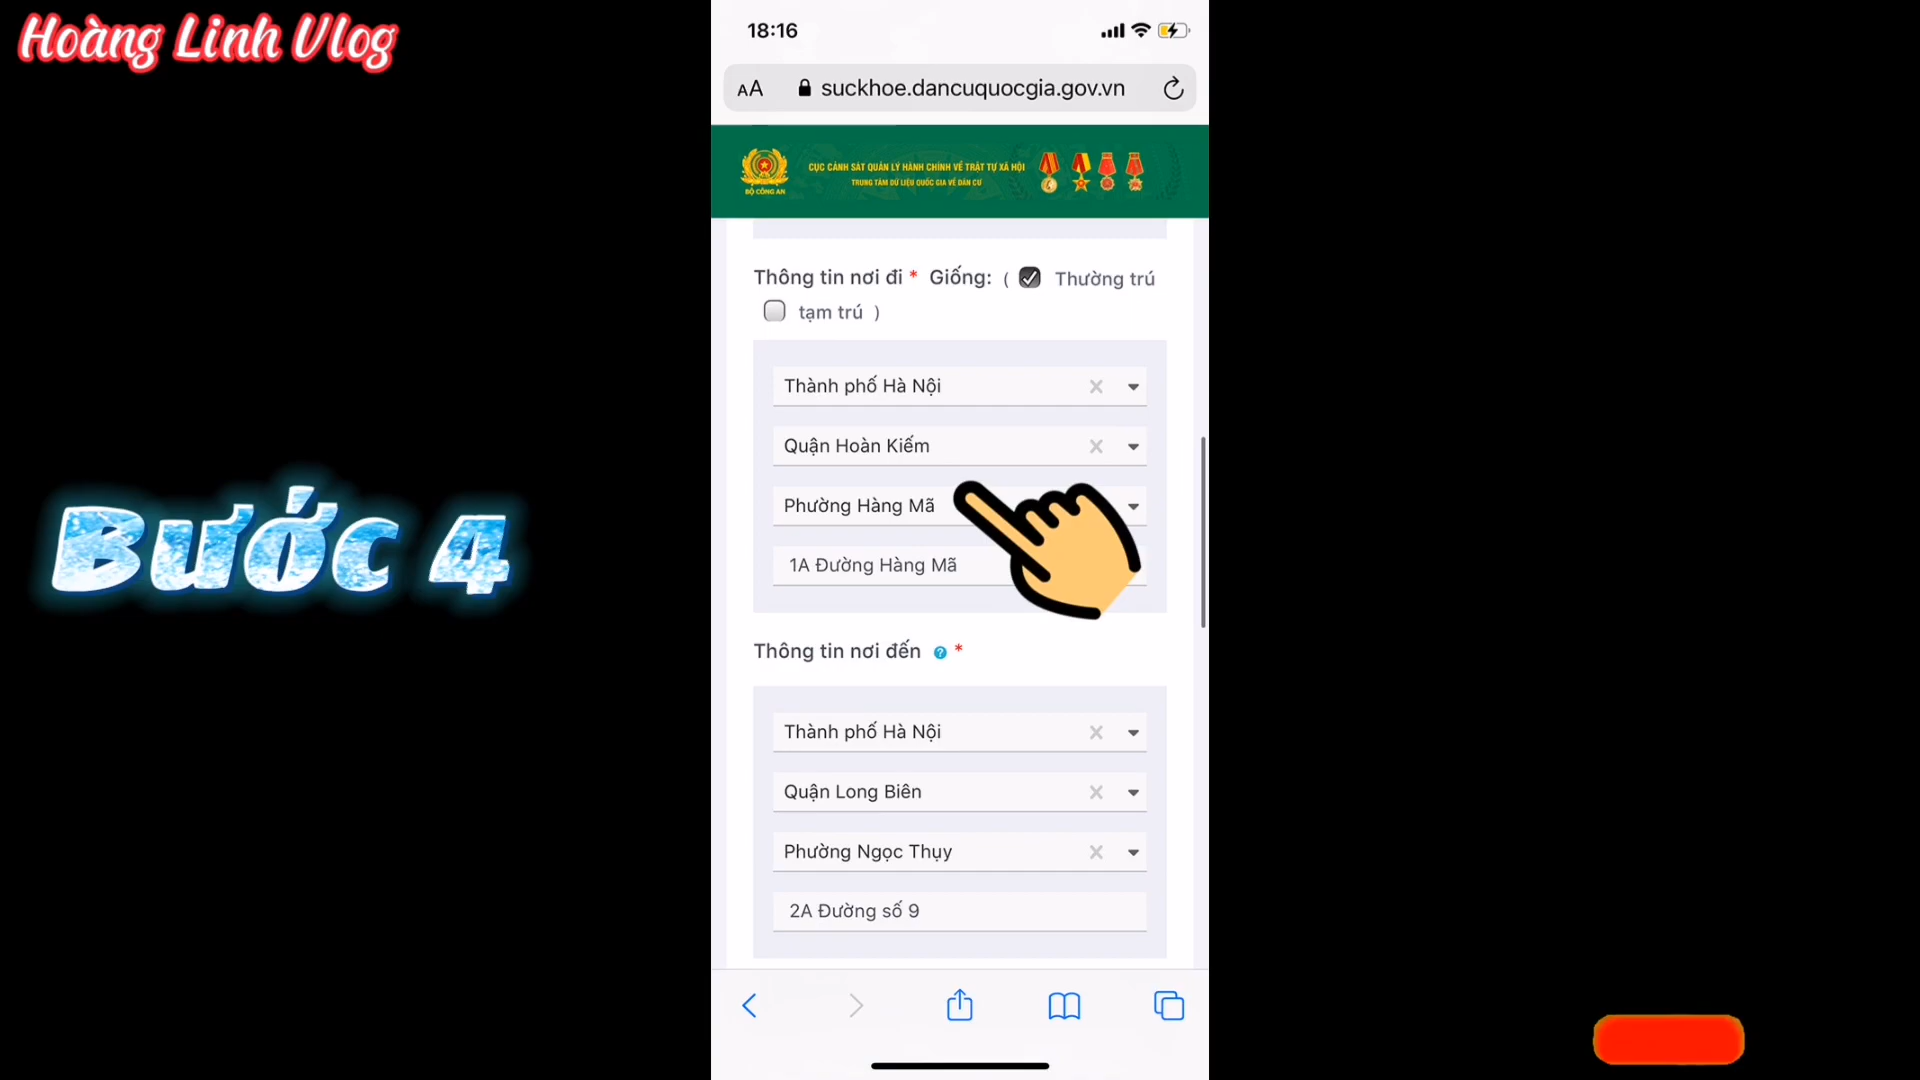 Hoàng Linh Vlog
18:16
AA suckhoe.dancuquocgia.gov.vn
BỘ CÔNG AN
CỤC CẢNH SÁT QUẢN LÝ HÀNH CHÍNH VỀ TRẬT TỰ XÃ HỘI
TRUNG TÂM DỮ LIỆU QUỐC GIA VỀ DÂN CƯ
Thông tin nơi đi * Giống: ( Thường trú
tạm trú )
Thành phố Hà Nội
Quận Hoàn Kiếm
Phường Hàng Mã
1A Đường Hàng Mã
Bước 4
Thông tin nơi đến ? *
Thành phố Hà Nội
Quận Long Biên
Phường Ngọc Thụy
2A Đường số 9